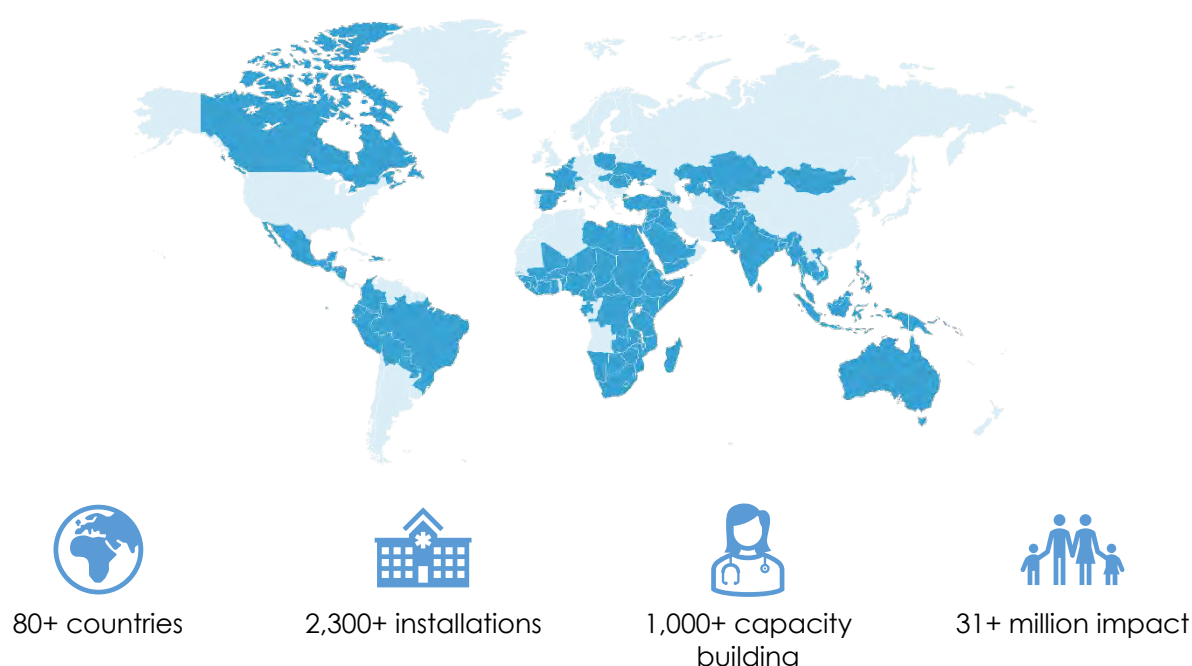 80+ countries
2,300+ installations
1,000+ capacity
building
31+ million impact